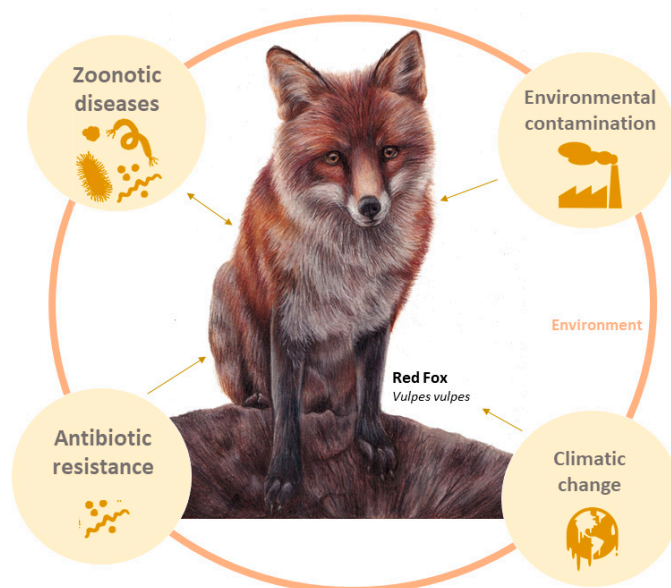 Zoonotic
diseases
Environmental
contamination
Environment
Red Fox
Vulpes vulpes
Antibiotic
resistance
Climatic
change